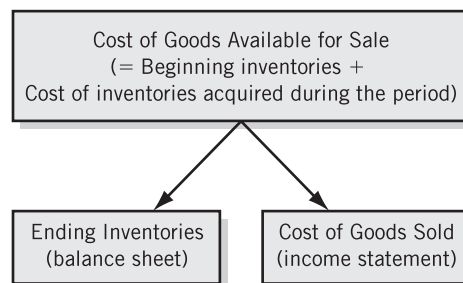 Cost of Goods Available for Sale
(= Beginning inventories +
Cost of inventories acquired during the period)
Ending Inventories
(balance sheet)
Cost of Goods Sold
(income statement)